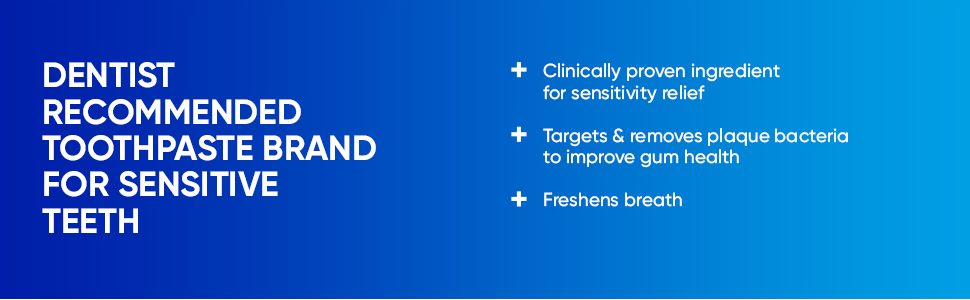 DENTIST
RECOMMENDED
TOOTHPASTE BRAND
FOR SENSITIVE
TEETH
+ Clinically proven ingredient
for sensitivity relief
+ Targets & removes plaque bacteria
to improve gum health
+ Freshens breath